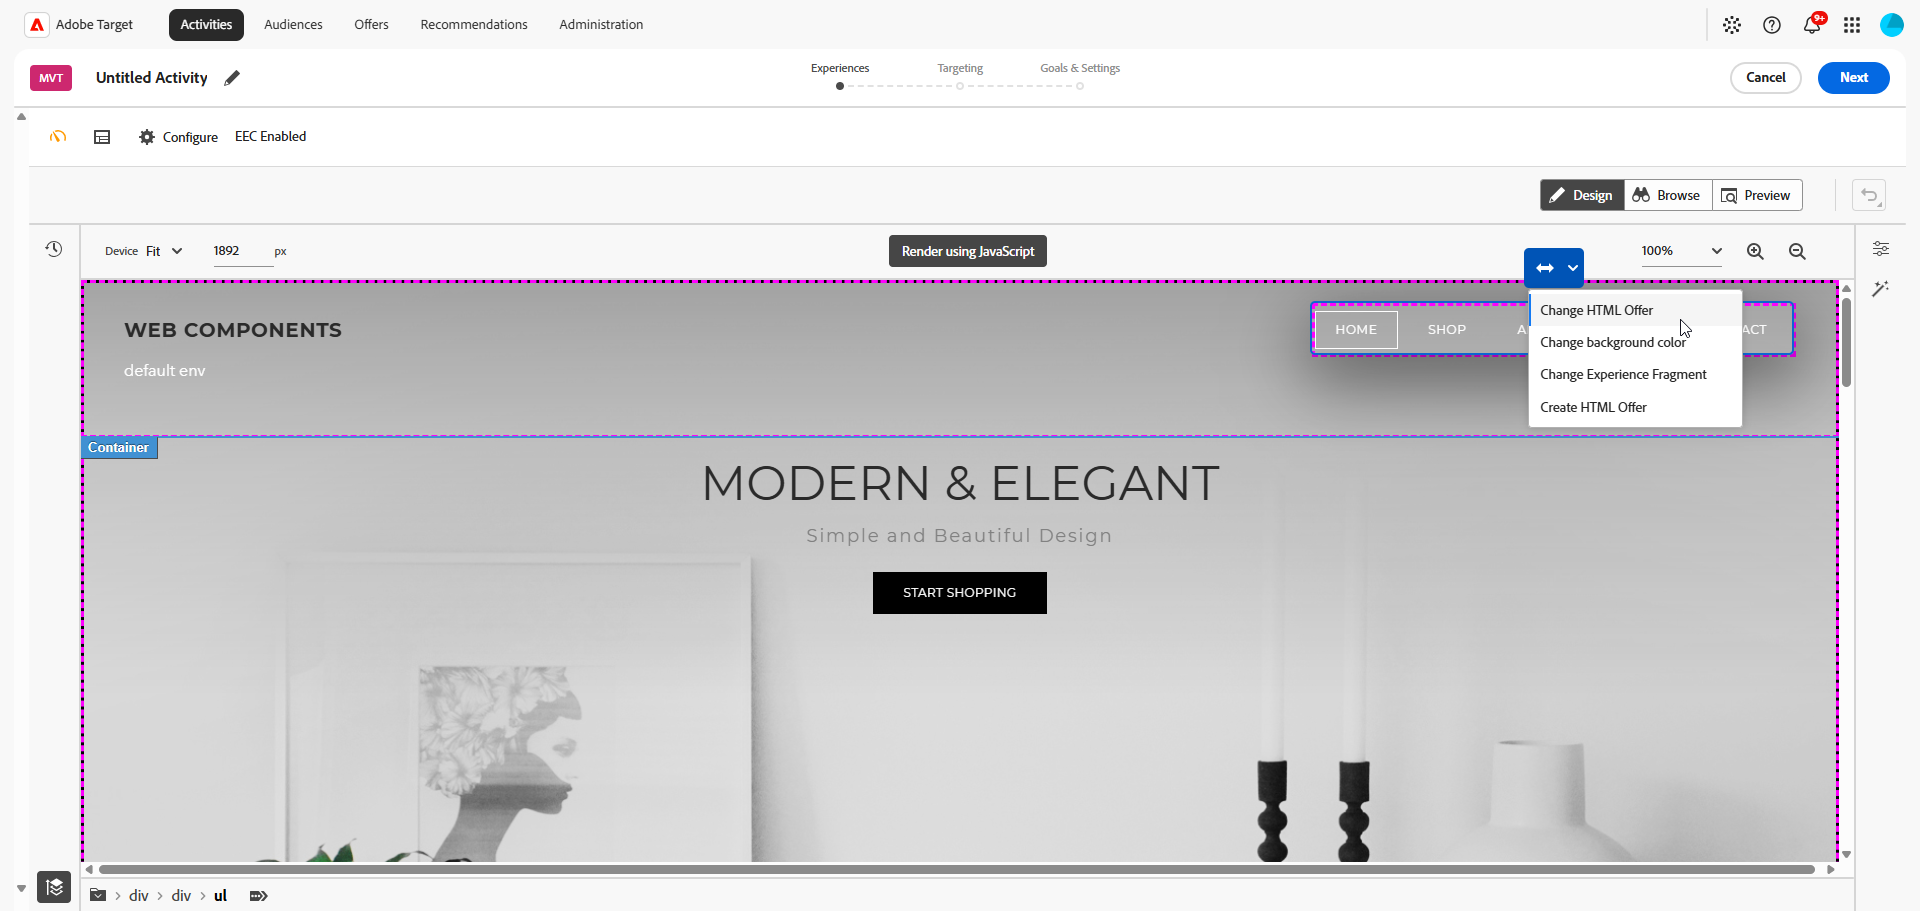 Adobe Target
Activities
Audiences
Offers
Recommendations
Administration
9+
MVT
Untitled Activity
Experiences
Targeting
Goals & Settings
Cancel
Next
Configure
EEC Enabled
Design
Browse
Preview
Device
Fit
1892
px
Render using JavaScript
100%
WEB COMPONENTS
default env
HOME
SHOP
A
ACT
Change HTML Offer
Change background color
Change Experience Fragment
Create HTML Offer
Container
MODERN & ELEGANT
Simple and Beautiful Design
START SHOPPING
div
div
ul